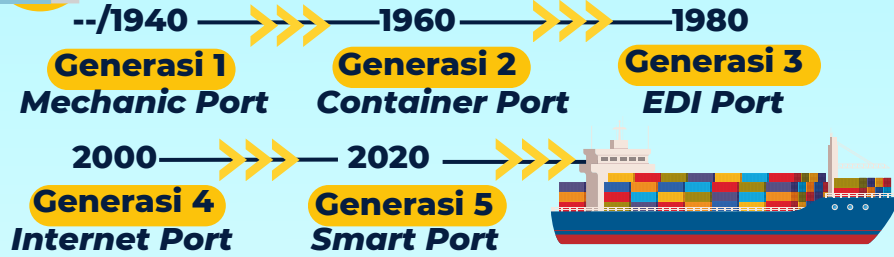 --/1940 1960 1980
Generasi 1 Generasi 2 Generasi 3
Mechanic Port Container Port EDI Port
2000 2020
Generasi 4 Generasi 5
Internet Port Smart Port